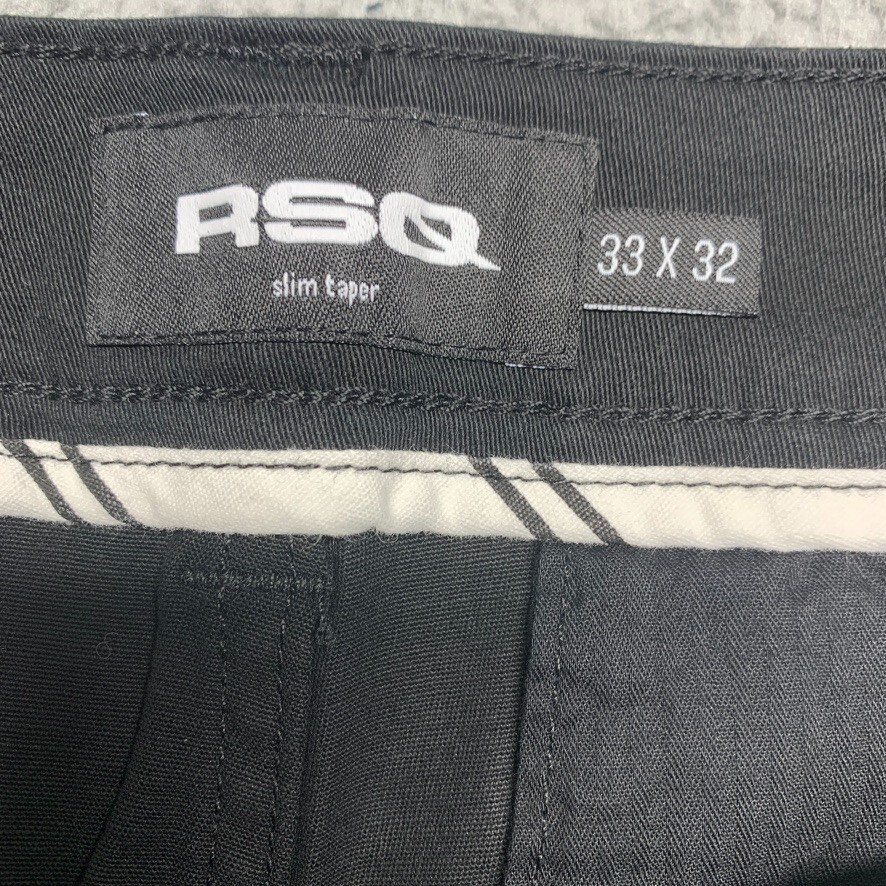 RSQ
slim taper
33 X 32